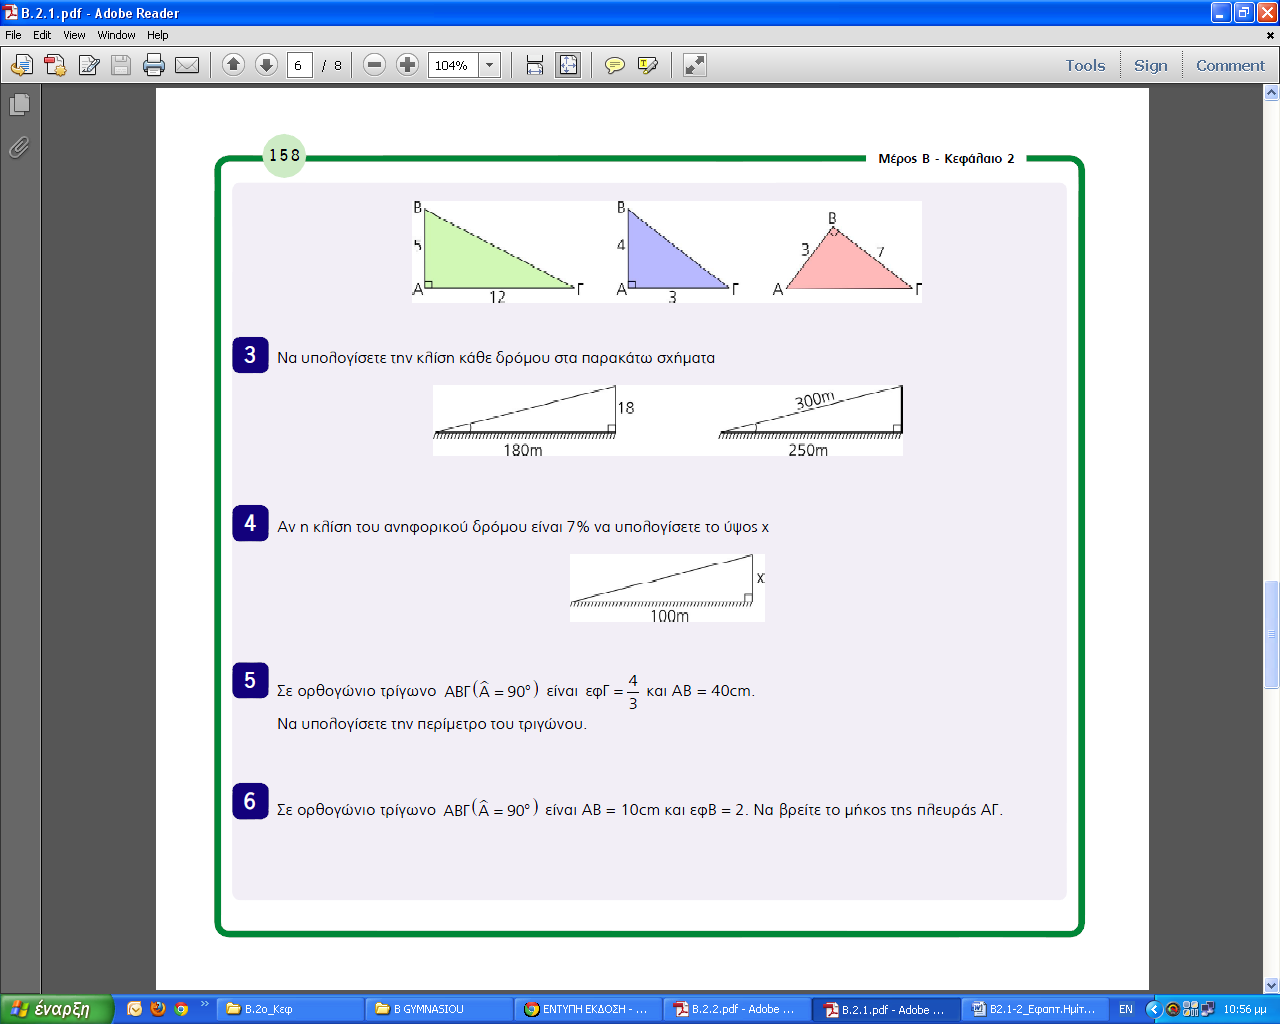 B.2.1.pdf - Adobe Reader
File Edit View Window Help
6 / 8 104% Tools Sign Comment
158
Μέρος Β - Κεφάλαιο 2
B B B
5 4 3 7
A Γ A Γ A Γ
12 3
3 Να υπολογίσετε την κλίση κάθε δρόμου στα παρακάτω σχήματα
18 300m
180m 250m
4 Αν η κλίση του ανηφορικού δρόμου είναι 7% να υπολογίσετε το ύψος x
x
100m
5 Σε ορθογώνιο τρίγωνο ΑΒΓ(Â = 90°) είναι εφΓ = 4/3 και ΑΒ = 40cm.
Να υπολογίσετε την περίμετρο του τριγώνου.
6 Σε ορθογώνιο τρίγωνο ΑΒΓ(Â = 90°) είναι ΑΒ = 10cm και εφΒ = 2. Να βρείτε το μήκος της πλευράς ΑΓ.
έναρξη B.2ο_Κεφ B GYMNASIOU ΕΝΤΥΠΗ ΕΚΔΟΣΗ - ... B.2.2.pdf - Adobe ... B.2.1.pdf - Adobe ... B2.1-2_Εφαπτ.Ημίτ... EN 10:56 μμ